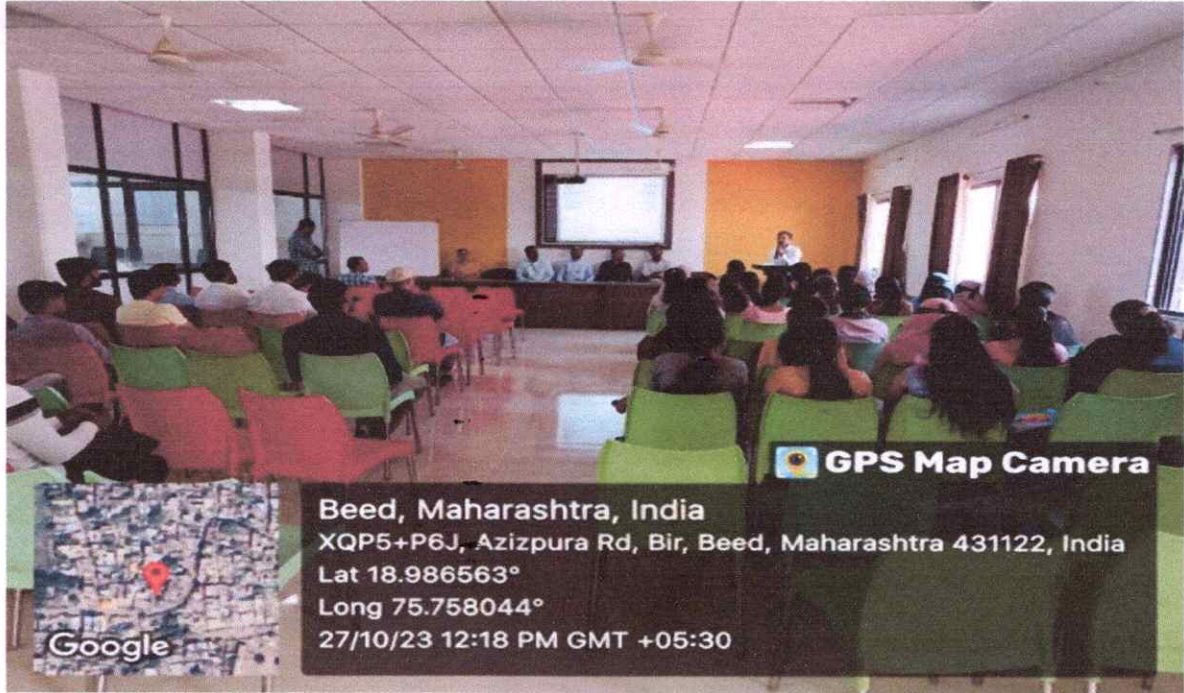 GPS Map Camera
Beed, Maharashtra, India
XQP5+P6J, Azizpura Rd, Bir, Beed, Maharashtra 431122, India
Lat 18.986563°
Long 75.758044°
27/10/23 12:18 PM GMT +05:30
Google